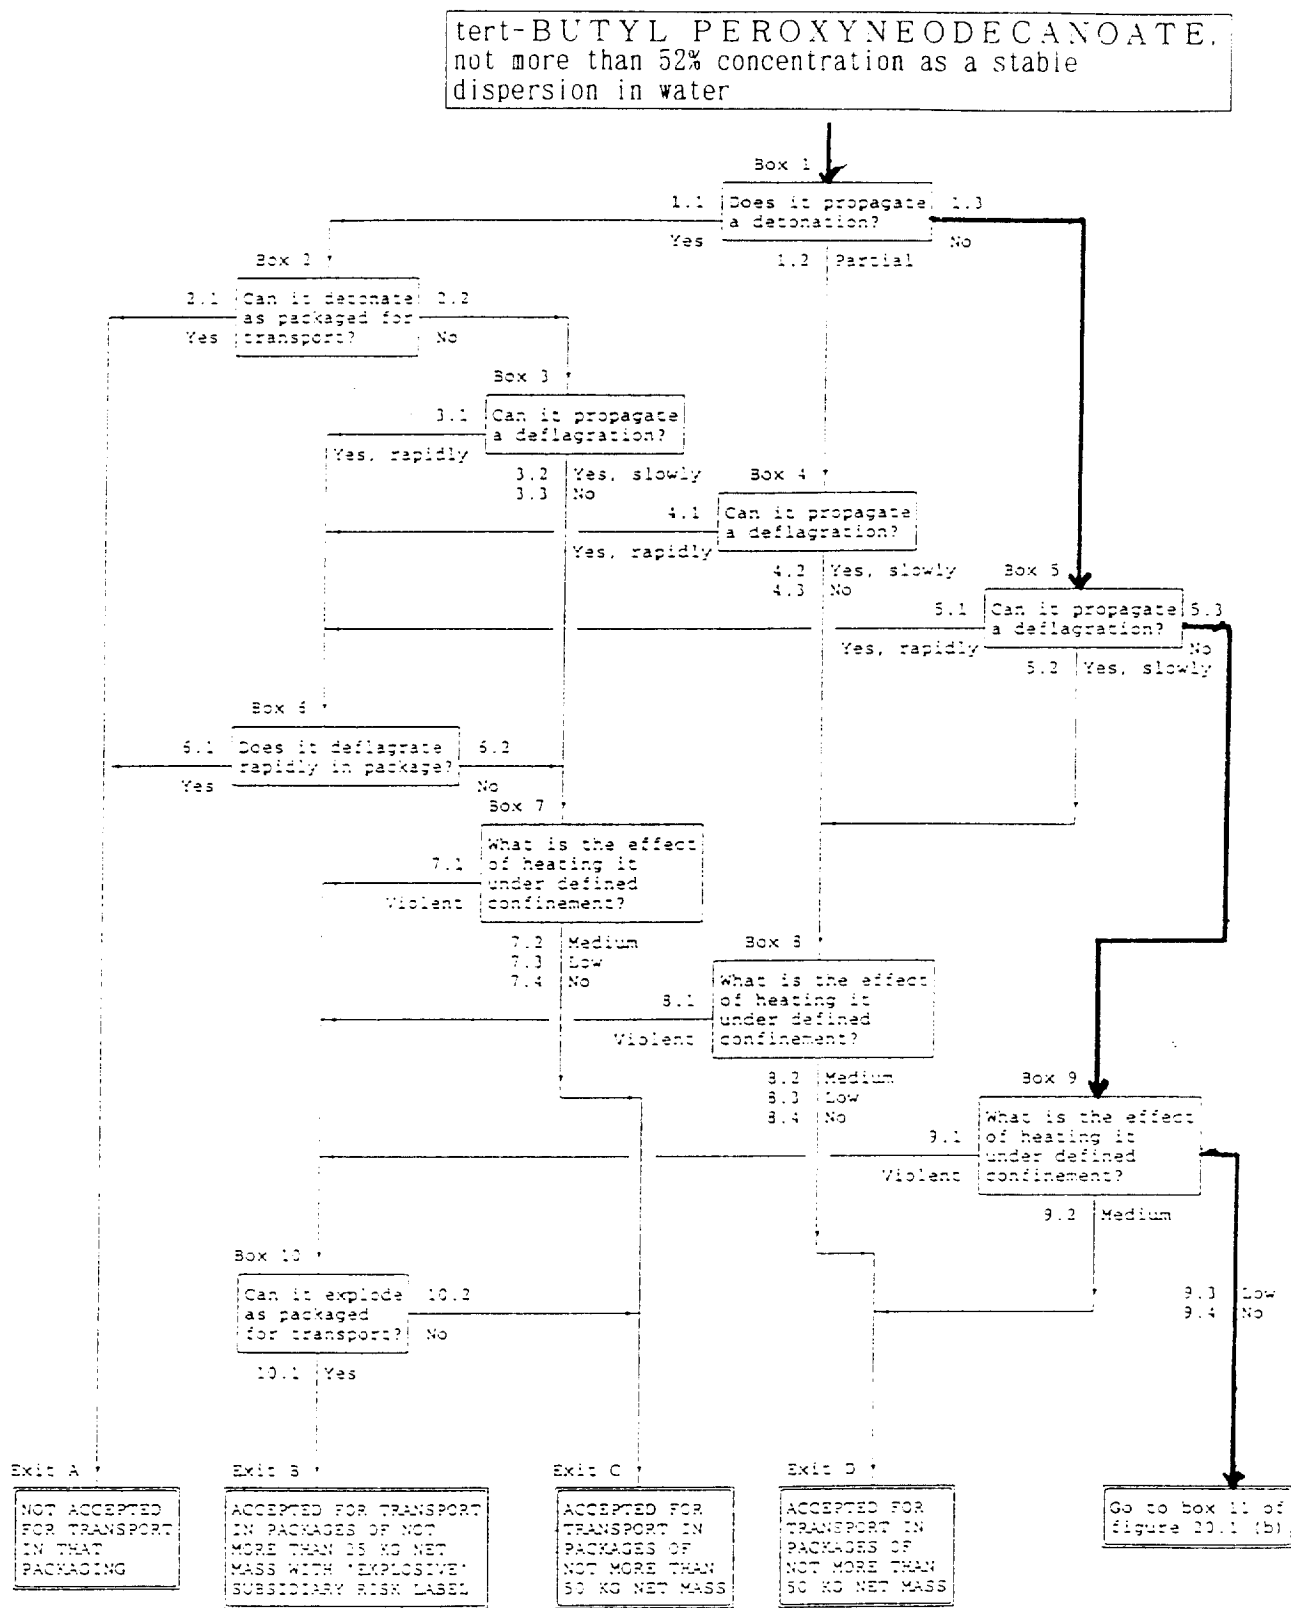 tert-BUTYL PEROXYNEODECANOATE,
not more than 52% concentration as a stable
dispersion in water
Box 1
1.1 Does it propagate 1.3
a detonation?
Yes No
1.2 Partial
Box 2
2.1 Can it detonate 2.2
as packaged for
Yes transport? No
Box 3
3.1 Can it propagate
a deflagration?
Yes, rapidly
3.2 Yes, slowly
3.3 No
Box 4
4.1 Can it propagate
a deflagration?
Yes, rapidly
4.2 Yes, slowly
4.3 No
Box 5
5.1 Can it propagate 5.3
a deflagration?
Yes, rapidly No
5.2 Yes, slowly
Box 6
6.1 Does it deflagrate 6.2
rapidly in package?
Yes No
Box 7
What is the effect
7.1 of heating it
under defined
Violent confinement?
7.2 Medium
7.3 Low
7.4 No
Box 8
What is the effect
8.1 of heating it
under defined
Violent confinement?
8.2 Medium
8.3 Low
8.4 No
Box 9
What is the effect
9.1 of heating it
under defined
Violent confinement?
9.2 Medium
9.3 Low
9.4 No
Box 10
Can it explode 10.2
as packaged
for transport? No
10.1 Yes
Exit A
NOT ACCEPTED
FOR TRANSPORT
IN THAT
PACKAGING
Exit B
ACCEPTED FOR TRANSPORT
IN PACKAGES OF NOT
MORE THAN 25 KG NET
MASS WITH "EXPLOSIVE"
SUBSIDIARY RISK LABEL
Exit C
ACCEPTED FOR
TRANSPORT IN
PACKAGES OF
NOT MORE THAN
50 KG NET MASS
Exit D
ACCEPTED FOR
TRANSPORT IN
PACKAGES OF
NOT MORE THAN
50 KG NET MASS
Go to box 11 of
figure 20.1 (b)